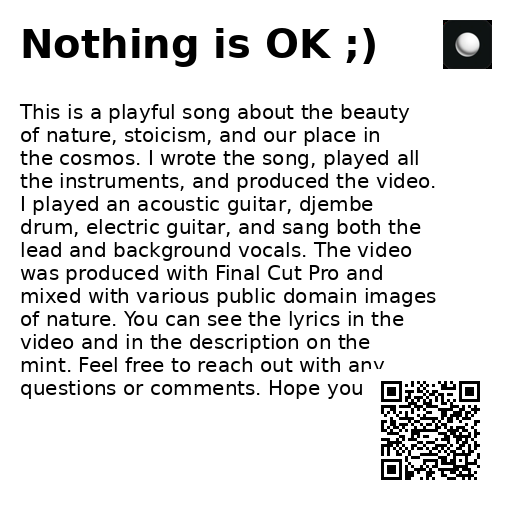 Nothing is OK ;)
This is a playful song about the beauty
of nature, stoicism, and our place in
the cosmos. I wrote the song, played all
the instruments, and produced the video.
I played an acoustic guitar, djembe
drum, electric guitar, and sang both the
lead and background vocals. The video
was produced with Final Cut Pro and
mixed with various public domain images
of nature. You can see the lyrics in the
video and in the description on the
mint. Feel free to reach out with any
questions or comments. Hope you